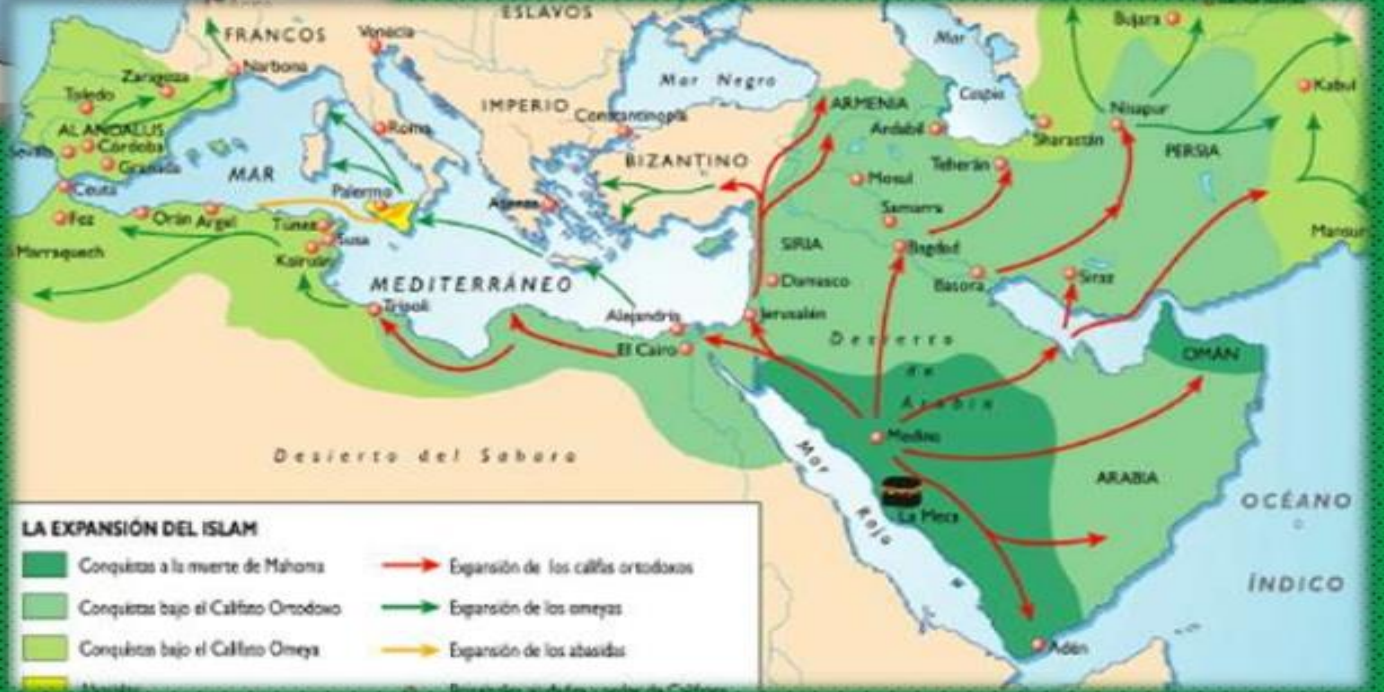 ESLAVOS
Bujara
FRANCOS
Venecia
Mar
Narbona
Zaragoza
Mar Negro
Caspio
Kabul
Toledo
IMPERIO
Constantinopla
ARMENIA
Nisapur
AL ANDALUS
Roma
Ardabil
Sharastán
Córdoba
Sevilla
PERSIA
Granada
MAR
BIZANTINO
Teherán
Mosul
Ceuta
Palermo
Atenas
Samarra
Fez
Orán
Argel
Túnez
Susa
SIRIA
Bagdad
Mansur
Marraquech
Kairuán
MEDITERRÁNEO
Damasco
Basora
Siraz
Trípoli
Alejandría
Jerusalén
El Cairo
Desierto
de
Arabia
OMÁN
Medina
Desierto del Sahara
Mar Rojo
ARABIA
La Meca
OCÉANO
ÍNDICO
Adén
LA EXPANSIÓN DEL ISLAM
Conquistas a la muerte de Mahoma
Expansión de los califas ortodoxos
Conquistas bajo el Califato Ortodoxo
Expansión de los omeyas
Conquistas bajo el Califato Omeya
Expansión de los abasidas